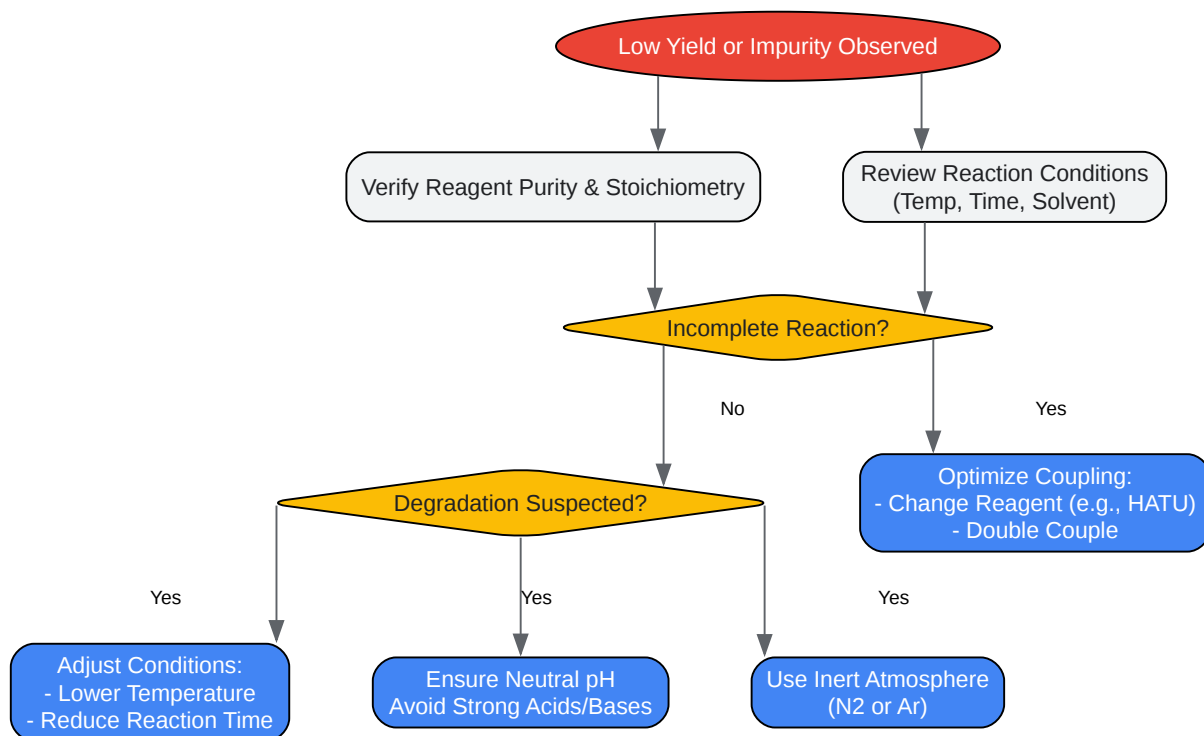 Low Yield or Impurity Observed
Verify Reagent Purity & Stoichiometry
Review Reaction Conditions
(Temp, Time, Solvent)
Incomplete Reaction?
No
Yes
Optimize Coupling:
- Change Reagent (e.g., HATU)
- Double Couple
Degradation Suspected?
Yes
Yes
Yes
Adjust Conditions:
- Lower Temperature
- Reduce Reaction Time
Ensure Neutral pH
Avoid Strong Acids/Bases
Use Inert Atmosphere
(N2 or Ar)